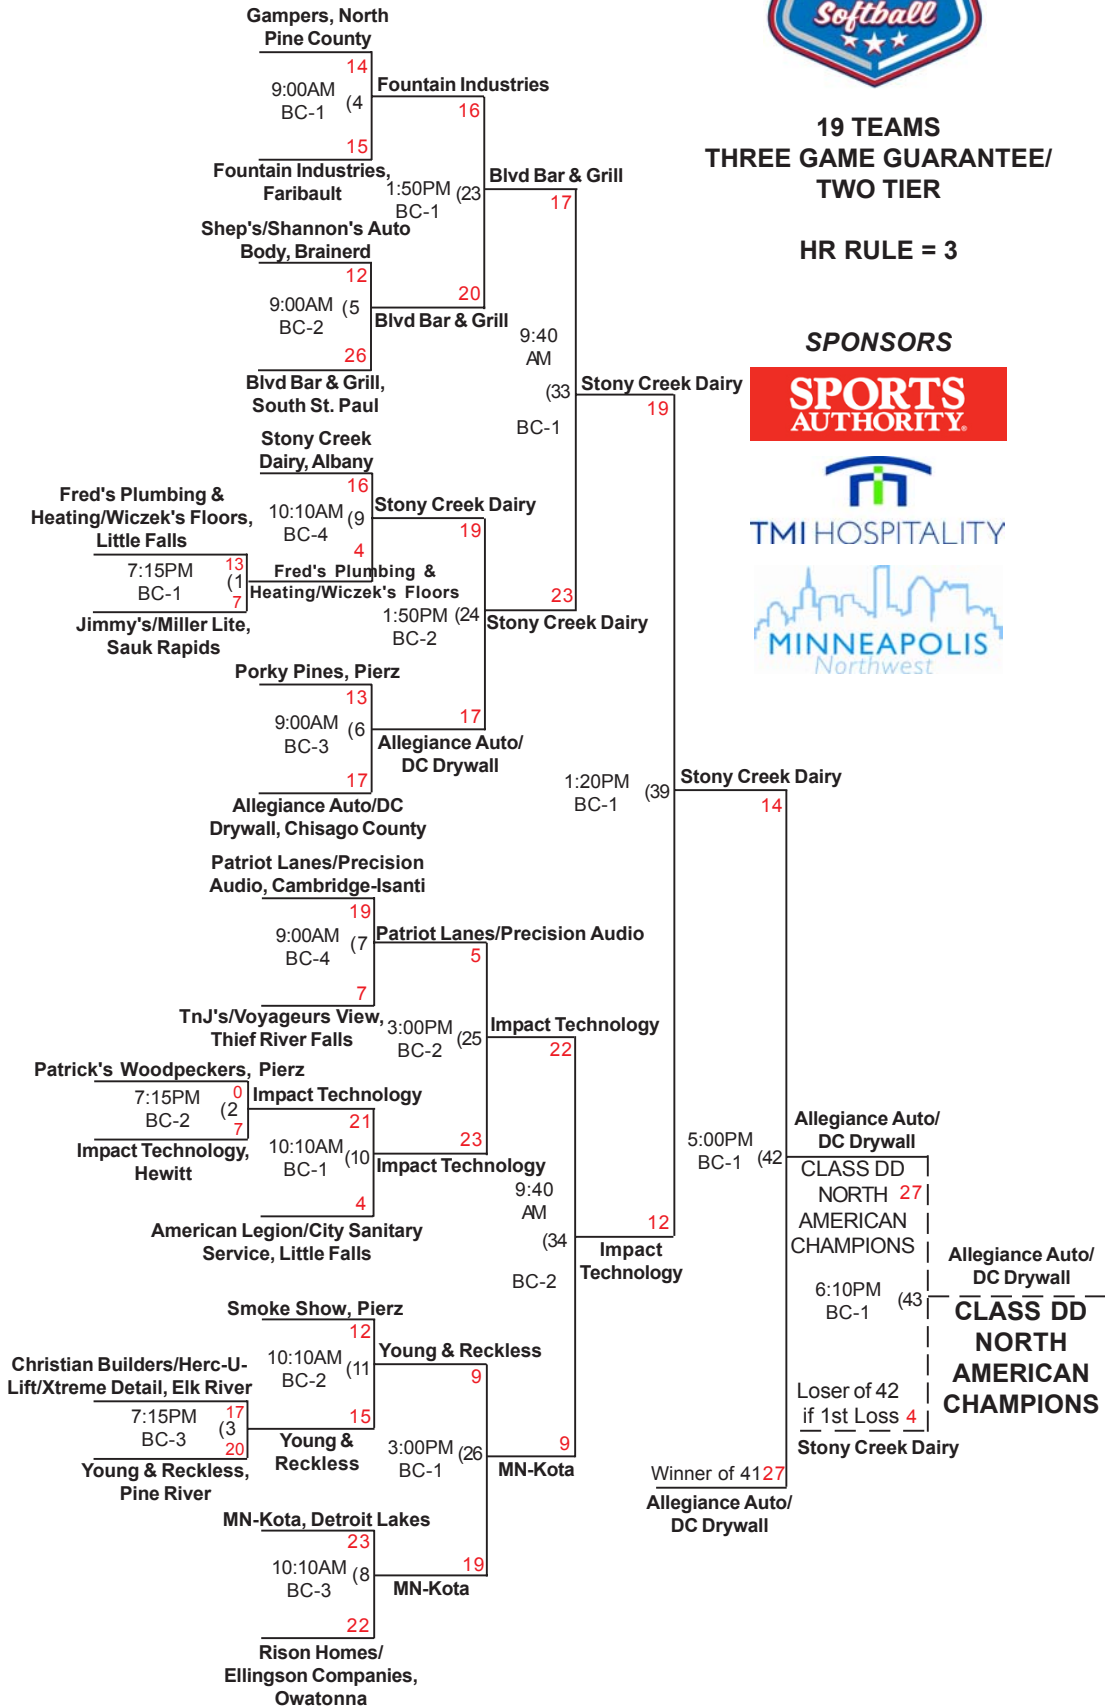 Gampers, North
Pine County
14
9:00AM
BC-1
(4
15
Fountain Industries
16
Fountain Industries,
Faribault
1:50PM
BC-1
(23
Blvd Bar & Grill
17
Shep's/Shannon's Auto
Body, Brainerd
12
9:00AM
BC-2
(5
26
20
Blvd Bar & Grill
Blvd Bar & Grill,
South St. Paul
9:40
AM
(33
BC-1
Stony Creek Dairy
19
Stony Creek
Dairy, Albany
16
10:10AM
BC-4
(9
4
Stony Creek Dairy
19
Fred's Plumbing &
Heating/Wiczek's Floors,
Little Falls
13
7:15PM
BC-1
(1
7
Fred's Plumbing &
Heating/Wiczek's Floors
Jimmy's/Miller Lite,
Sauk Rapids
1:50PM
BC-2
(24
23
Stony Creek Dairy
Porky Pines, Pierz
13
9:00AM
BC-3
(6
17
17
Allegiance Auto/
DC Drywall
Allegiance Auto/DC
Drywall, Chisago County
1:20PM
BC-1
(39
Stony Creek Dairy
14
Patriot Lanes/Precision
Audio, Cambridge-Isanti
19
9:00AM
BC-4
(7
7
Patriot Lanes/Precision Audio
5
TnJ's/Voyageurs View,
Thief River Falls
3:00PM
BC-2
(25
Impact Technology
22
Patrick's Woodpeckers, Pierz
0
7:15PM
BC-2
(2
7
Impact Technology
21
Impact Technology,
Hewitt
10:10AM
BC-1
(10
4
23
Impact Technology
American Legion/City Sanitary
Service, Little Falls
9:40
AM
(34
BC-2
12
Impact
Technology
Smoke Show, Pierz
12
10:10AM
BC-2
(11
15
Young & Reckless
9
Christian Builders/Herc-U-
Lift/Xtreme Detail, Elk River
17
7:15PM
BC-3
(3
20
Young &
Reckless
Young & Reckless,
Pine River
3:00PM
BC-1
(26
9
MN-Kota
MN-Kota, Detroit Lakes
23
10:10AM
BC-3
(8
22
19
MN-Kota
Rison Homes/
Ellingson Companies,
Owatonna
5:00PM
BC-1
(42
Allegiance Auto/
DC Drywall
CLASS DD
NORTH
AMERICAN
CHAMPIONS
27
6:10PM
BC-1
(43
Loser of 42
if 1st Loss
4
Stony Creek Dairy
Winner of 41
27
Allegiance Auto/
DC Drywall
Allegiance Auto/
DC Drywall
CLASS DD
NORTH
AMERICAN
CHAMPIONS
Softball
19 TEAMS
THREE GAME GUARANTEE/
TWO TIER
HR RULE = 3
SPONSORS
SPORTS
AUTHORITY.
TMI HOSPITALITY
MINNEAPOLIS
Northwest